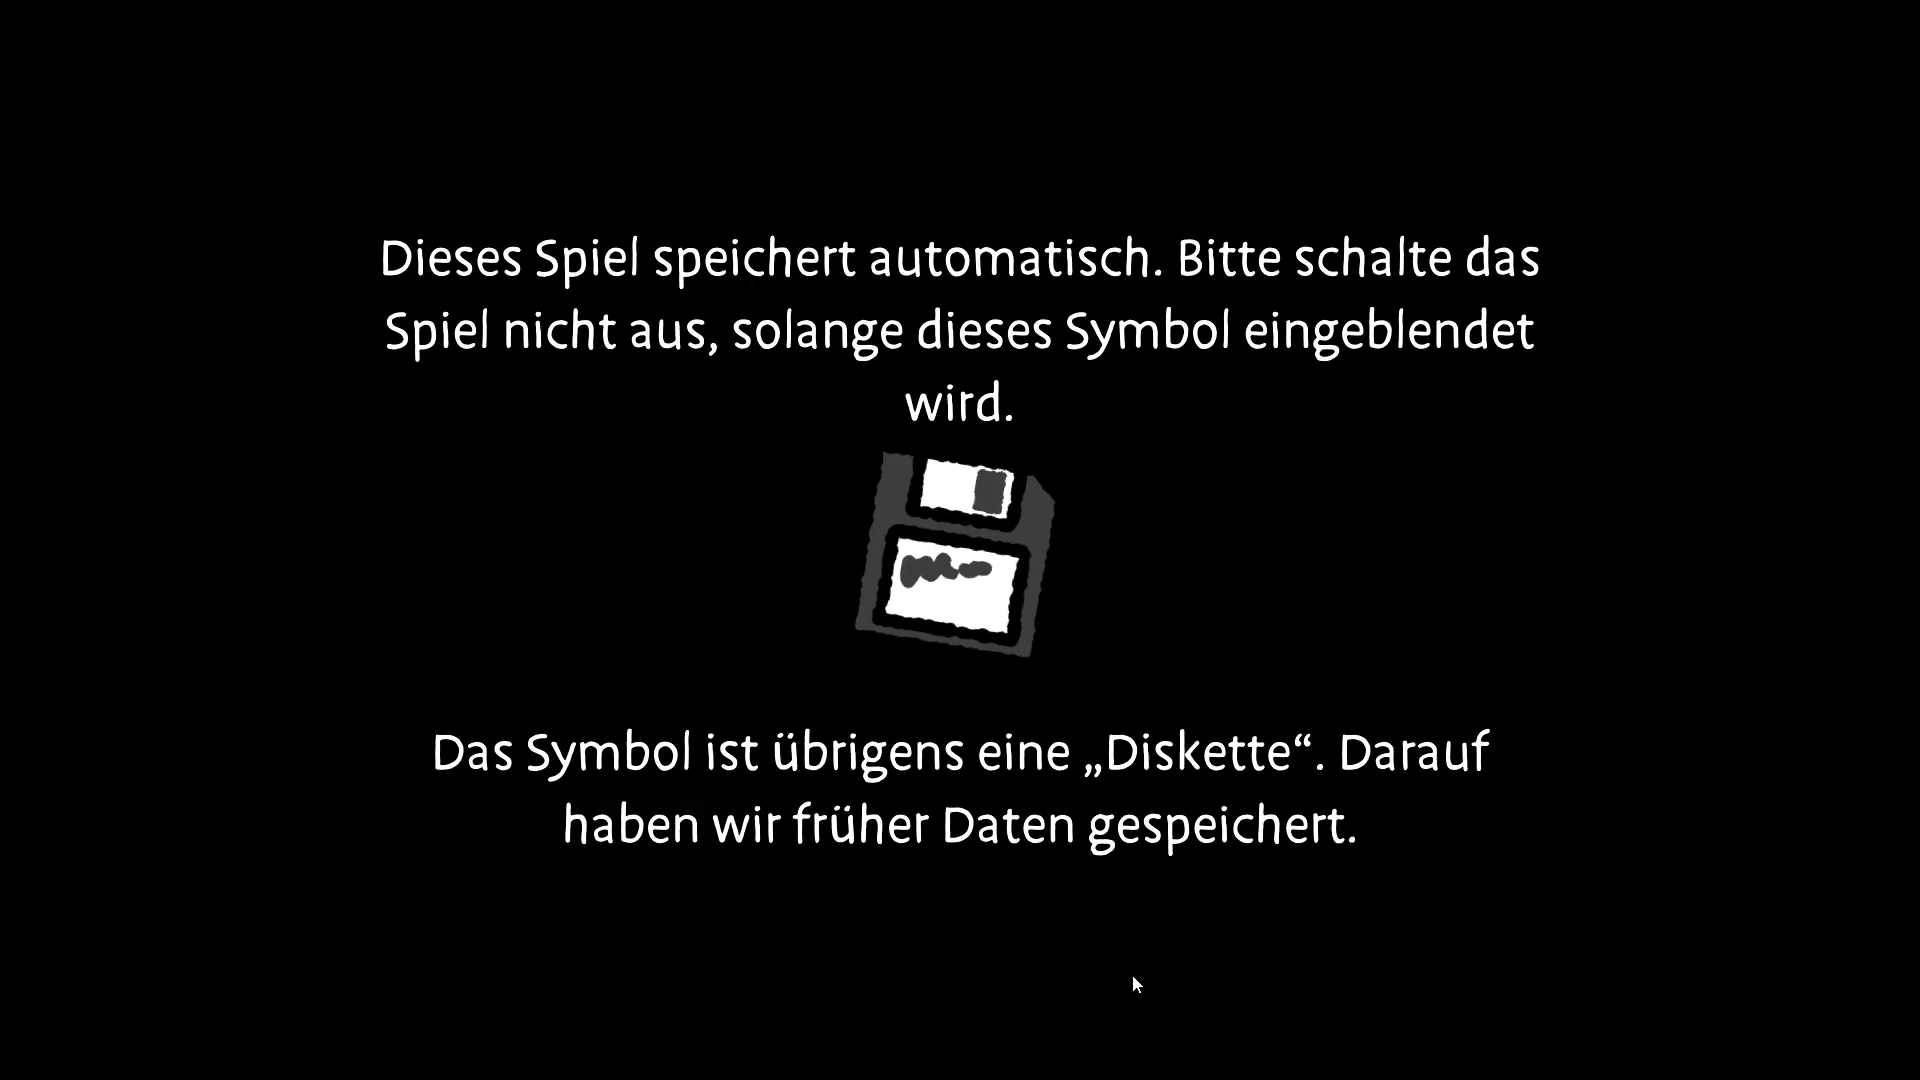 Dieses Spiel speichert automatisch. Bitte schalte das
Spiel nicht aus, solange dieses Symbol eingeblendet
wird.
Das Symbol ist übrigens eine „Diskette“. Darauf
haben wir früher Daten gespeichert.